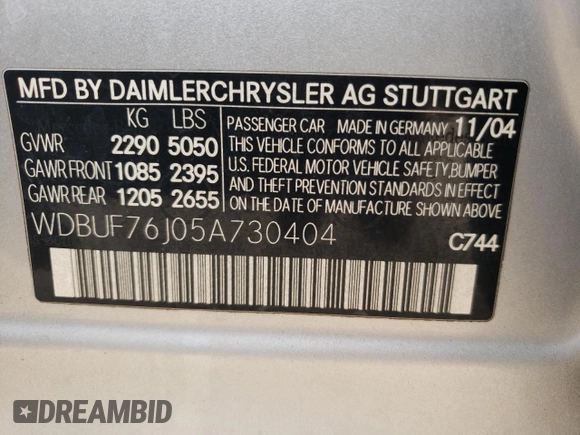 MFD BY DAIMLERCHRYSLER AG STUTTGART
KG LBS
GVWR 2290 5050
GAWR FRONT 1085 2395
GAWR REAR 1205 2655
PASSENGER CAR MADE IN GERMANY 11/04
THIS VEHICLE CONFORMS TO ALL APPLICABLE
U.S. FEDERAL MOTOR VEHICLE SAFETY, BUMPER
AND THEFT PREVENTION STANDARDS IN EFFECT
ON THE DATE OF MANUFACTURE SHOWN ABOVE.
WDBUF76J05A730404
C744
DREAMBID